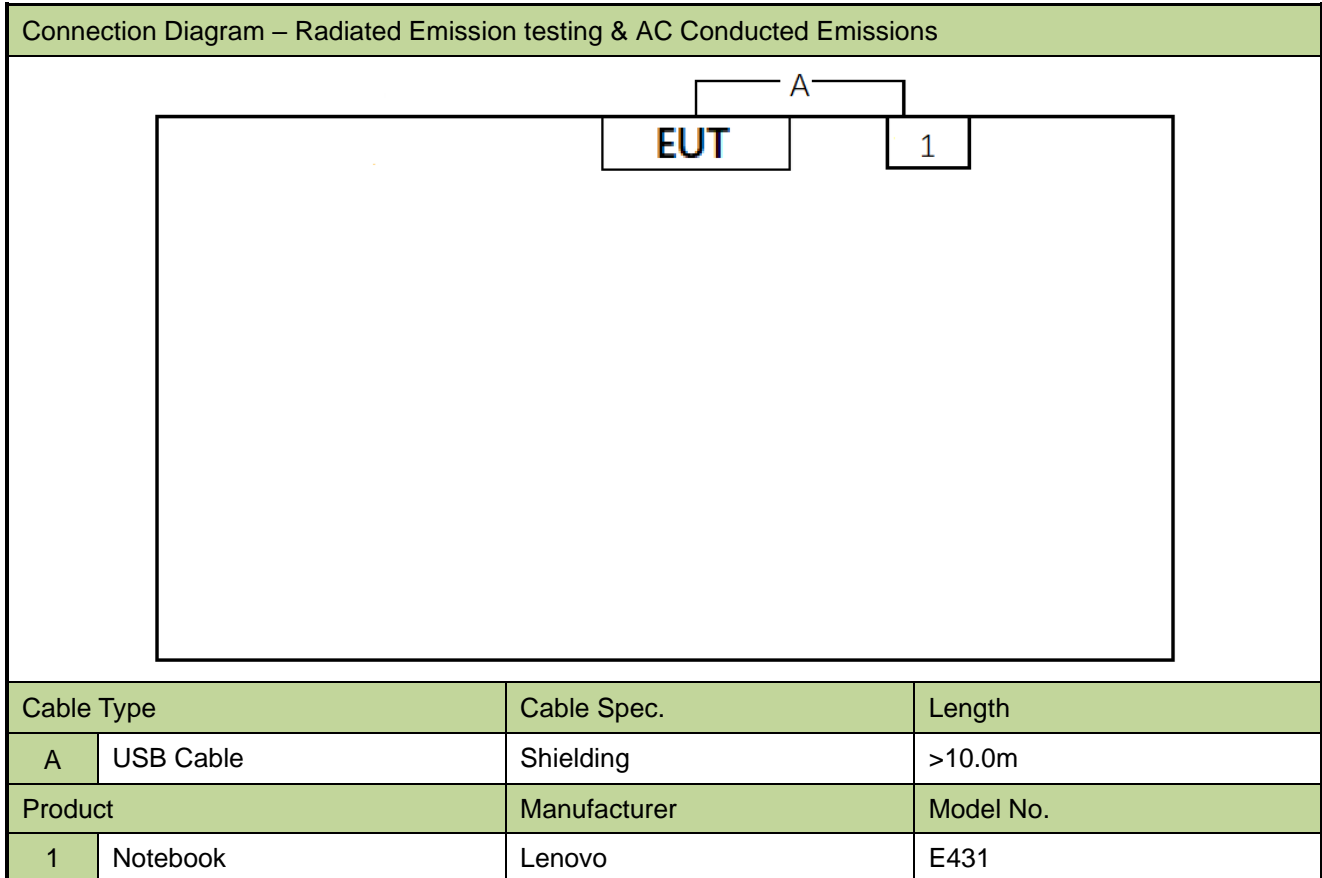 Connection Diagram – Radiated Emission testing & AC Conducted Emissions
A
EUT 1
Cable Type Cable Spec. Length
A USB Cable Shielding >10.0m
Product Manufacturer Model No.
1 Notebook Lenovo E431